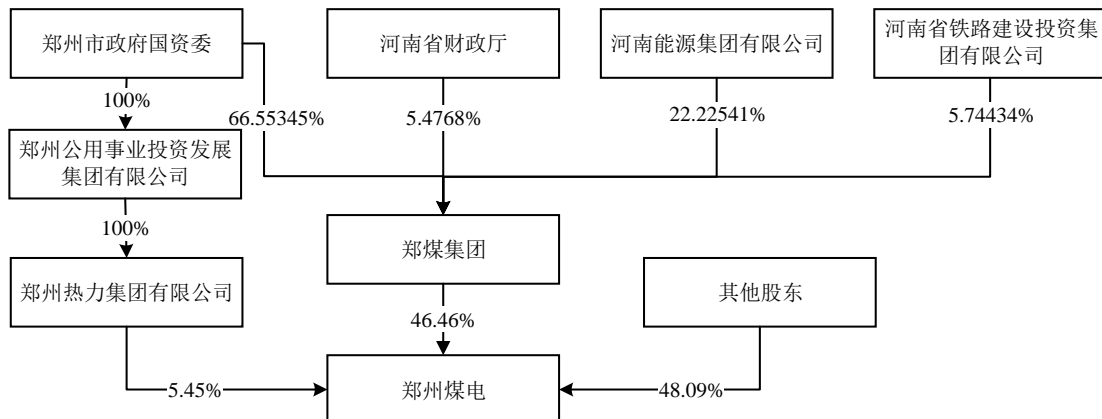 郑州市政府国资委
河南省财政厅
河南能源集团有限公司
河南省铁路建设投资集
团有限公司
100%
66.55345%
5.4768%
22.22541%
5.74434%
郑州公用事业投资发展
集团有限公司
100%
郑煤集团
郑州热力集团有限公司
其他股东
46.46%
郑州煤电
5.45%
48.09%